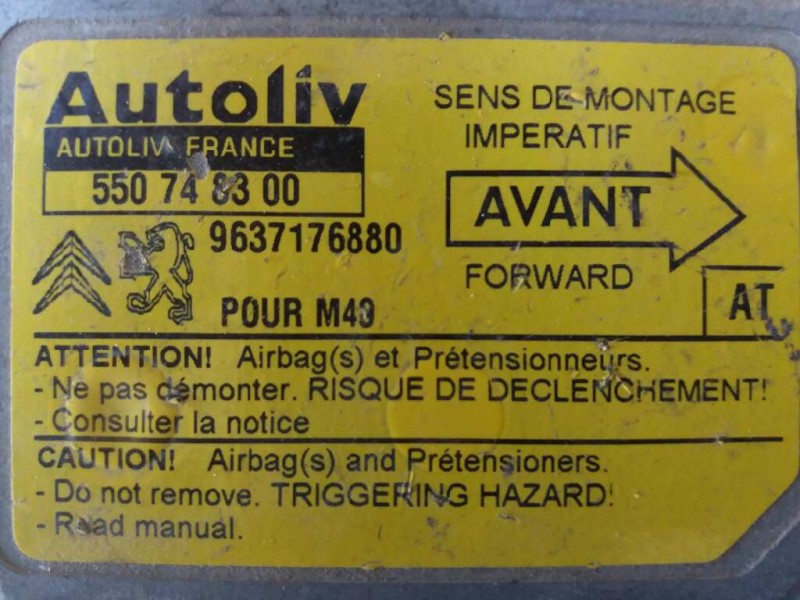 Autoliv
AUTOLIV FRANCE
550 74 83 00
9637176880
POUR M49
SENS DE MONTAGE
IMPERATIF
AVANT
FORWARD
AT
ATTENTION! Airbag(s) et Prétensionneurs.
- Ne pas démonter. RISQUE DE DECLENCHEMENT!
- Consulter la notice
CAUTION! Airbag(s) and Prétensioners.
- Do not remove. TRIGGERING HAZARD!
- Read manual.